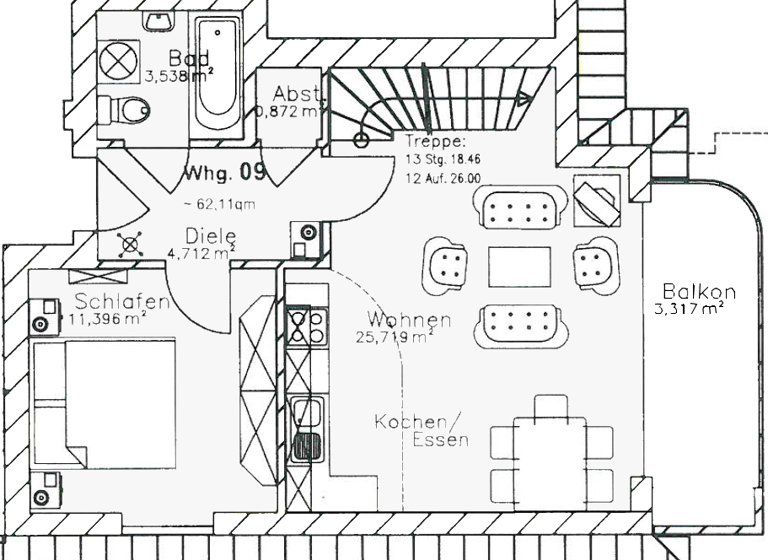 Bad
3,538 m²
Abst.
0,872 m²
Treppe:
13 Stg. 18.46
12 Auf. 26.00
Whg. 09
~ 62,11qm
Diele
4,712 m²
Schlafen
11,396 m²
Wohnen
25,719 m²
Balkon
3,317 m²
Kochen/
Essen